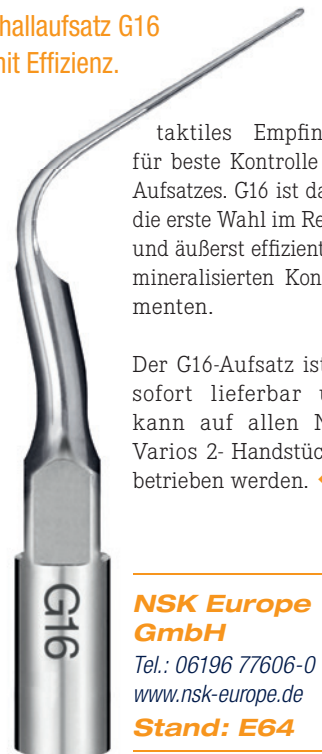 hallaufsatz G16
mit Effizienz.
taktiles Empfin
für beste Kontrolle
Aufsatzes. G16 ist da
die erste Wahl im Re
und äußerst effizient
mineralisierten Kon
menten.
Der G16-Aufsatz ist
sofort lieferbar
kann auf allen N
Varios 2- Handstüc
betrieben werden.
G16
NSK Europe
GmbH
Tel.: 06196 77606-0
www.nsk-europe.de
Stand: E64